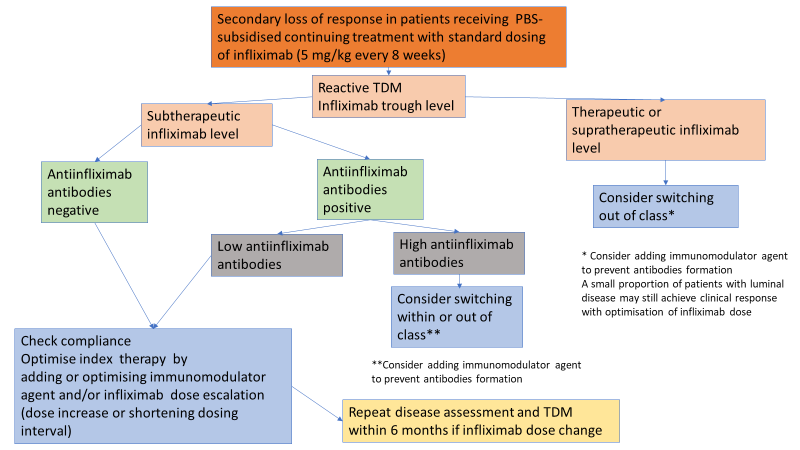 Secondary loss of response in patients receiving PBS-
subsidised continuing treatment with standard dosing
of infliximab (5 mg/kg every 8 weeks)
Reactive TDM
Infliximab trough level
Subtherapeutic
infliximab level
Therapeutic or
supratherapeutic infliximab
level
Antiinfliximab
antibodies
negative
Antiinfliximab
antibodies
positive
Consider switching
out of class*
Low antiinfliximab
antibodies
High antiinfliximab
antibodies
* Consider adding immunomodulator agent
to prevent antibodies formation
A small proportion of patients with luminal
disease may still achieve clinical response
with optimisation of infliximab dose
Consider switching
within or out of
class**
Check compliance
Optimise index therapy by
adding or optimising immunomodulator
agent and/or infliximab dose escalation
(dose increase or shortening dosing
interval)
**Consider adding immunomodulator agent
to prevent antibodies formation
Repeat disease assessment and TDM
within 6 months if infliximab dose change